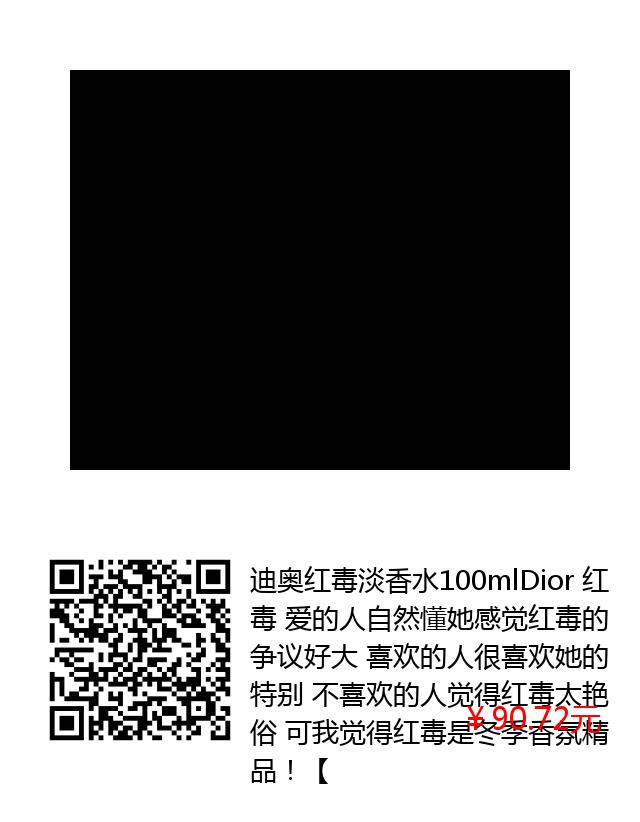 迪奥红毒淡香水100mlDior 红
毒 爱的人自然懂她感觉红毒的
争议好大 喜欢的人很喜欢她的
特别 不喜欢的人觉得红毒太艳
¥90.72元
俗 可我觉得红毒是冬季香氛精
品！【